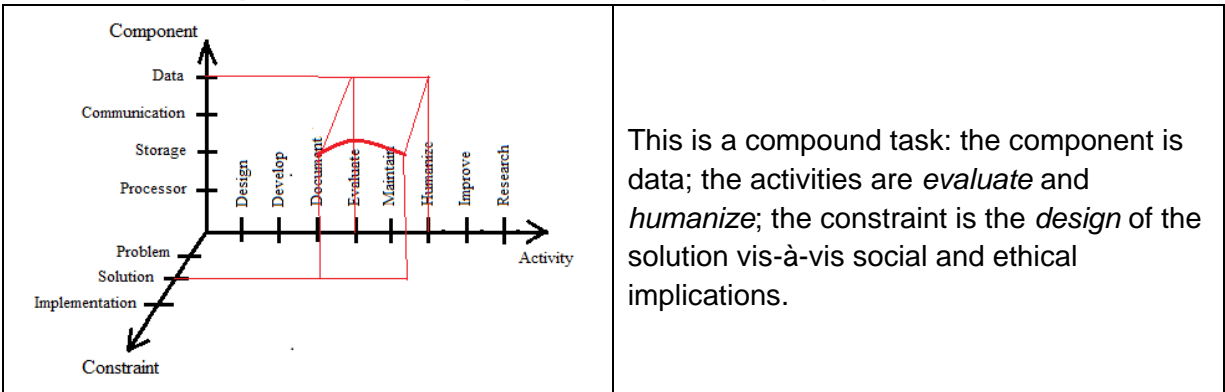 Component
Data
Communication
Storage
Processor
Design
Develop
Document
Evaluate
Maintain
Humanize
Improve
Research
Activity
Problem
Solution
Implementation
Constraint
This is a compound task: the component is
data; the activities are evaluate and
humanize; the constraint is the design of the
solution vis-à-vis social and ethical
implications.